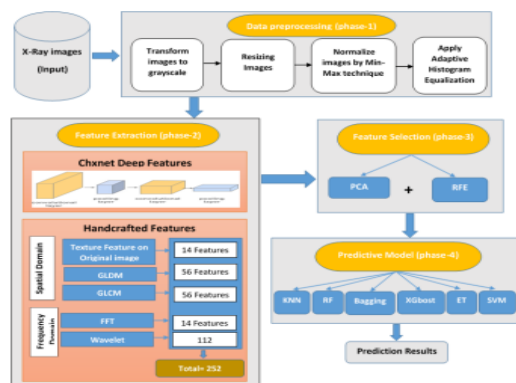 X-Ray images
(Input)
Data preprocessing (phase-1)
Transform
images to
grayscale
Resizing
Images
Normalize
images by Min-
Max technique
Apply
Adaptive
Histogram
Equalization
Feature Extraction (phase-2)
Chxnet Deep Features
Handcrafted Features
Spatial Domain
Texture Feature on
Original image
14 Features
GLDM
56 Features
GLCM
56 Features
Frequency
Domain
FFT
14 Features
Wavelet
112
Total= 252
Feature Selection (phase-3)
PCA
+
RFE
Predictive Model (phase-4)
KNN
RF
Bagging
XGbost
ET
SVM
Prediction Results